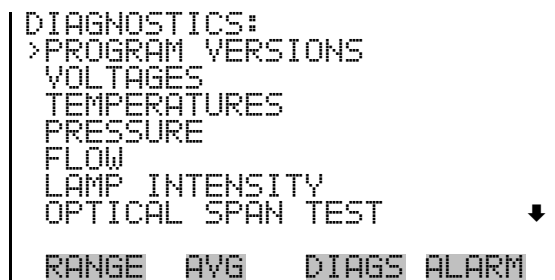 DIAGNOSTICS:
>PROGRAM VERSIONS
VOLTAGES
TEMPERATURES
PRESSURE
FLOW
LAMP INTENSITY
OPTICAL SPAN TEST
RANGE AVG DIAGS ALARM